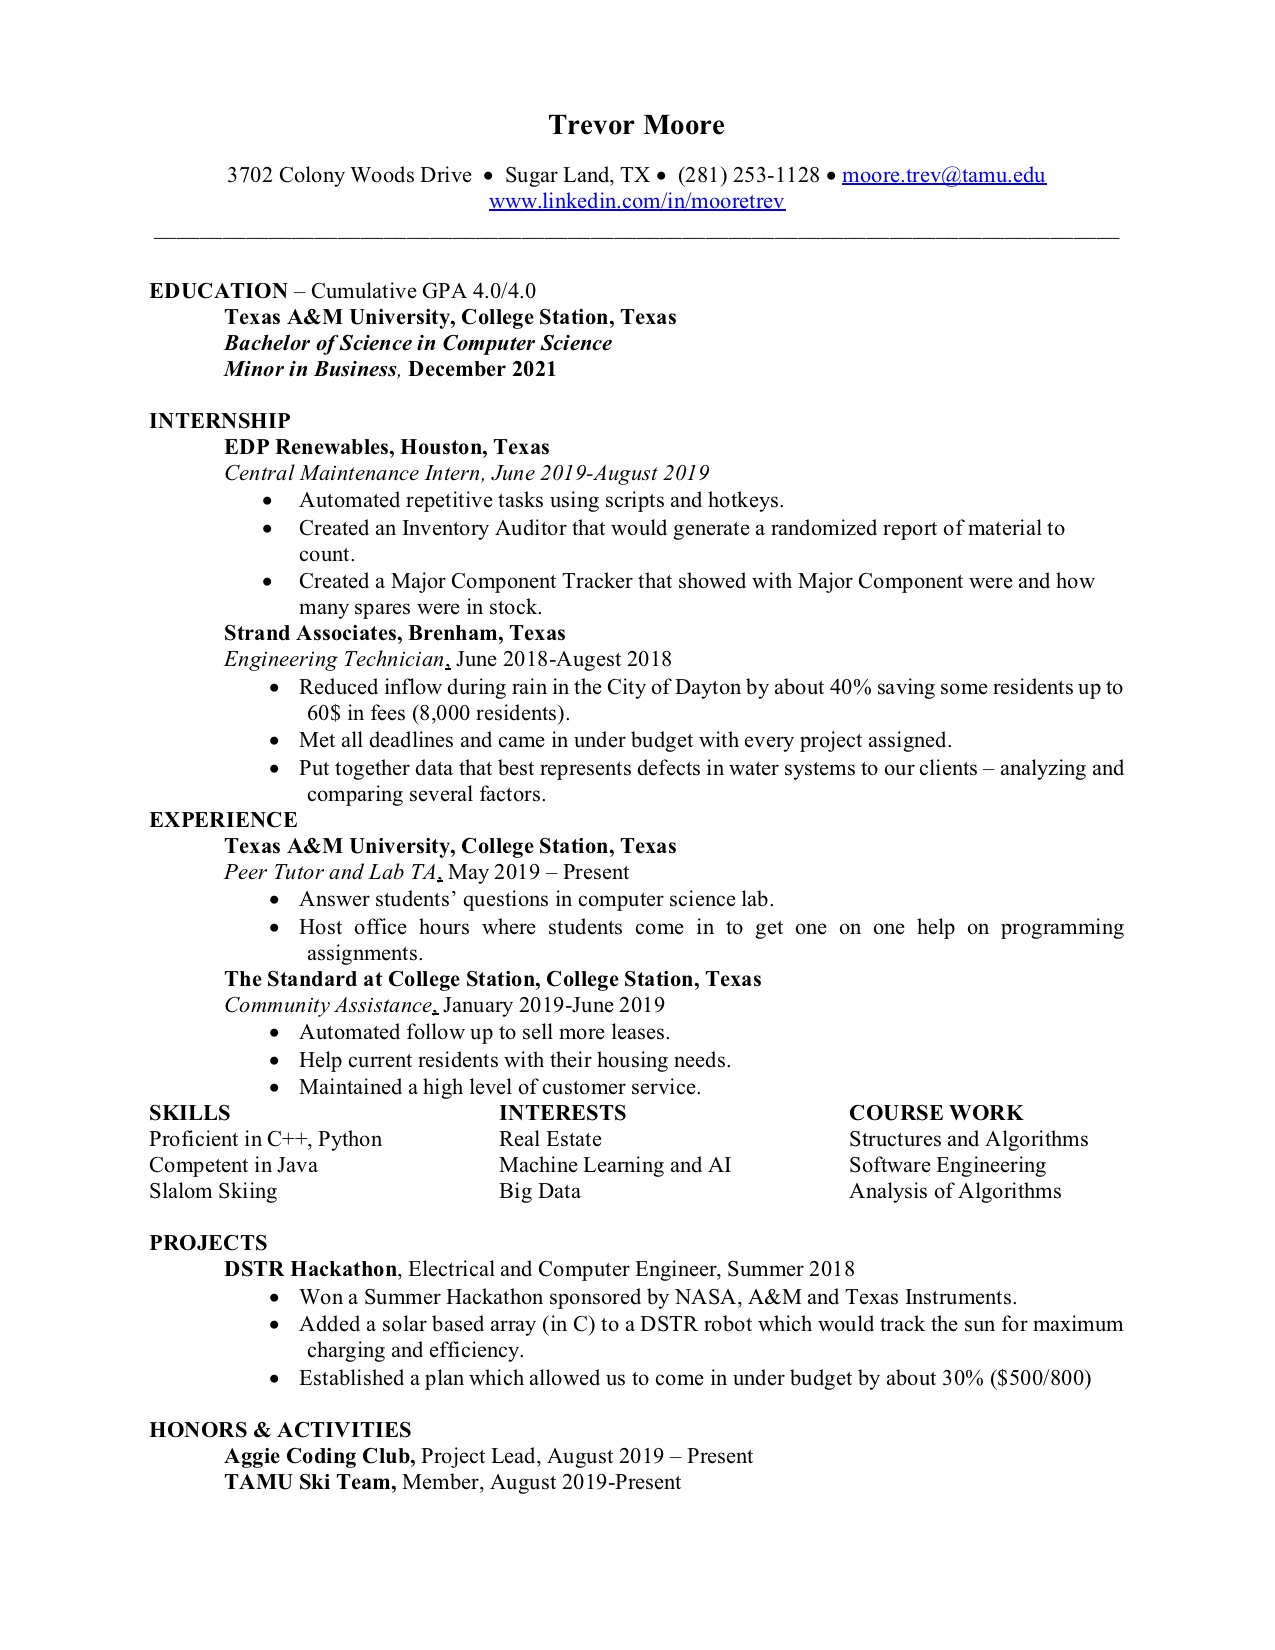 Trevor Moore
3702 Colony Woods Drive • Sugar Land, TX • (281) 253-1128 • moore.trev@tamu.edu
www.linkedin.com/in/mooretrev
EDUCATION – Cumulative GPA 4.0/4.0
Texas A&M University, College Station, Texas
Bachelor of Science in Computer Science
Minor in Business, December 2021
INTERNSHIP
EDP Renewables, Houston, Texas
Central Maintenance Intern, June 2019-August 2019
• Automated repetitive tasks using scripts and hotkeys.
• Created an Inventory Auditor that would generate a randomized report of material to
count.
• Created a Major Component Tracker that showed with Major Component were and how
many spares were in stock.
Strand Associates, Brenham, Texas
Engineering Technician, June 2018-Augest 2018
• Reduced inflow during rain in the City of Dayton by about 40% saving some residents up to
60$ in fees (8,000 residents).
• Met all deadlines and came in under budget with every project assigned.
• Put together data that best represents defects in water systems to our clients – analyzing and
comparing several factors.
EXPERIENCE
Texas A&M University, College Station, Texas
Peer Tutor and Lab TA, May 2019 – Present
• Answer students’ questions in computer science lab.
• Host office hours where students come in to get one on one help on programming
assignments.
The Standard at College Station, College Station, Texas
Community Assistance, January 2019-June 2019
• Automated follow up to sell more leases.
• Help current residents with their housing needs.
• Maintained a high level of customer service.
SKILLS INTERESTS COURSE WORK
Proficient in C++, Python Real Estate Structures and Algorithms
Competent in Java Machine Learning and AI Software Engineering
Slalom Skiing Big Data Analysis of Algorithms
PROJECTS
DSTR Hackathon, Electrical and Computer Engineer, Summer 2018
• Won a Summer Hackathon sponsored by NASA, A&M and Texas Instruments.
• Added a solar based array (in C) to a DSTR robot which would track the sun for maximum
charging and efficiency.
• Established a plan which allowed us to come in under budget by about 30% ($500/800)
HONORS & ACTIVITIES
Aggie Coding Club, Project Lead, August 2019 – Present
TAMU Ski Team, Member, August 2019-Present